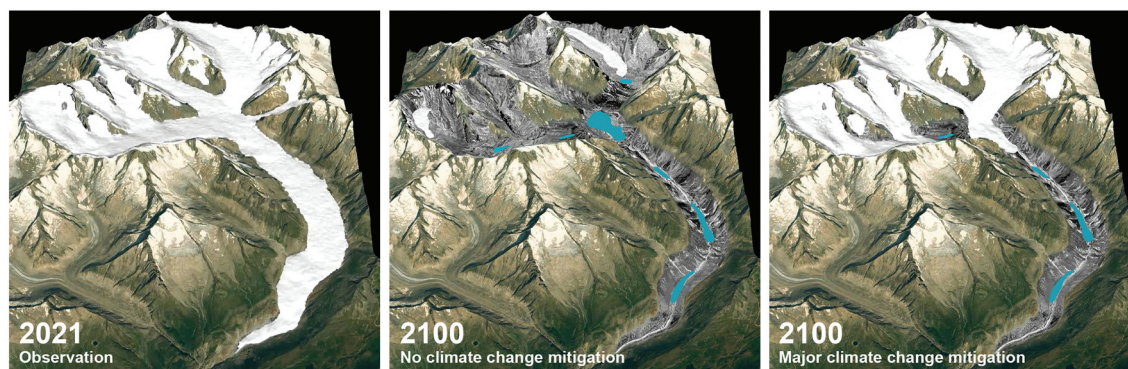 2021
Observation
2100
No climate change mitigation
2100
Major climate change mitigation